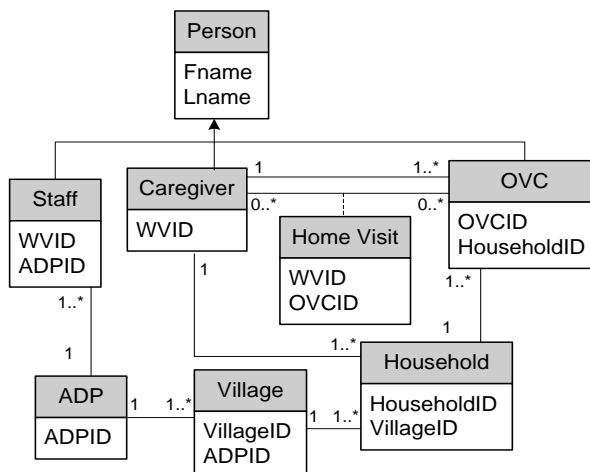 Person
Fname
Lname
Staff
WVID
ADPID
Caregiver
WVID
1
1..*
0..*
0..*
OVC
OVCID
HouseholdID
Home Visit
WVID
OVCID
1..*
1
1
1..*
1..*
1
ADP
ADPID
1
1..*
Village
VillageID
ADPID
1
1..*
Household
HouseholdID
VillageID